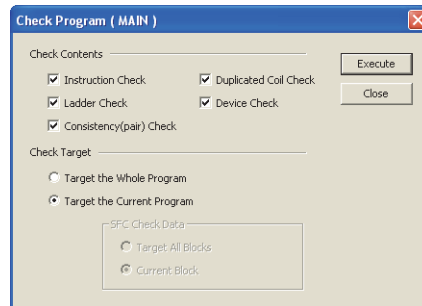 Check Program ( MAIN )
Check Contents
Instruction Check
Duplicated Coil Check
Execute
Ladder Check
Device Check
Close
Consistency(pair) Check
Check Target
Target the Whole Program
Target the Current Program
SFC Check Data
Target All Blocks
Current Block